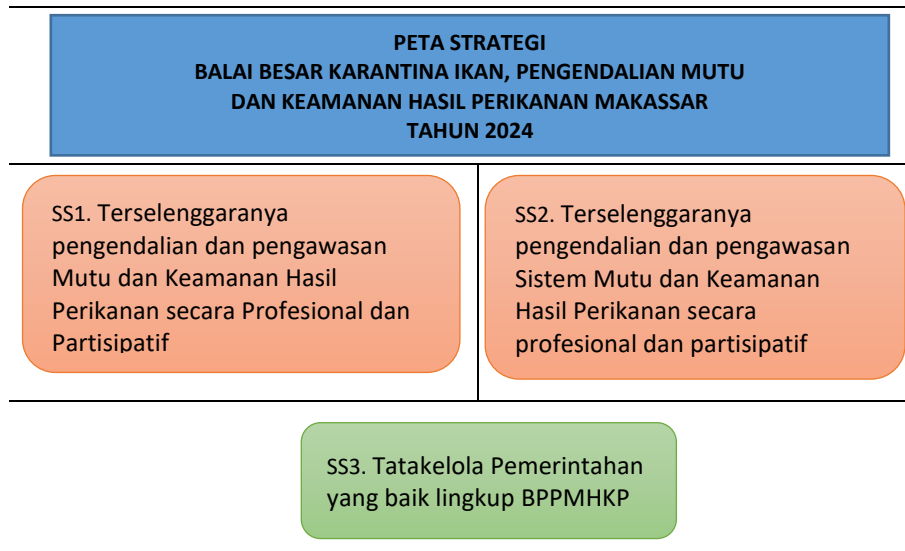 PETA STRATEGI
BALAI BESAR KARANTINA IKAN, PENGENDALIAN MUTU
DAN KEAMANAN HASIL PERIKANAN MAKASSAR
TAHUN 2024
SS1. Terselenggaranya
pengendalian dan pengawasan
Mutu dan Keamanan Hasil
Perikanan secara Profesional dan
Partisipatif
SS2. Terselenggaranya
pengendalian dan pengawasan
Sistem Mutu dan Keamanan
Hasil Perikanan secara
profesional dan partisipatif
SS3. Tatakelola Pemerintahan
yang baik lingkup BPPMHKP